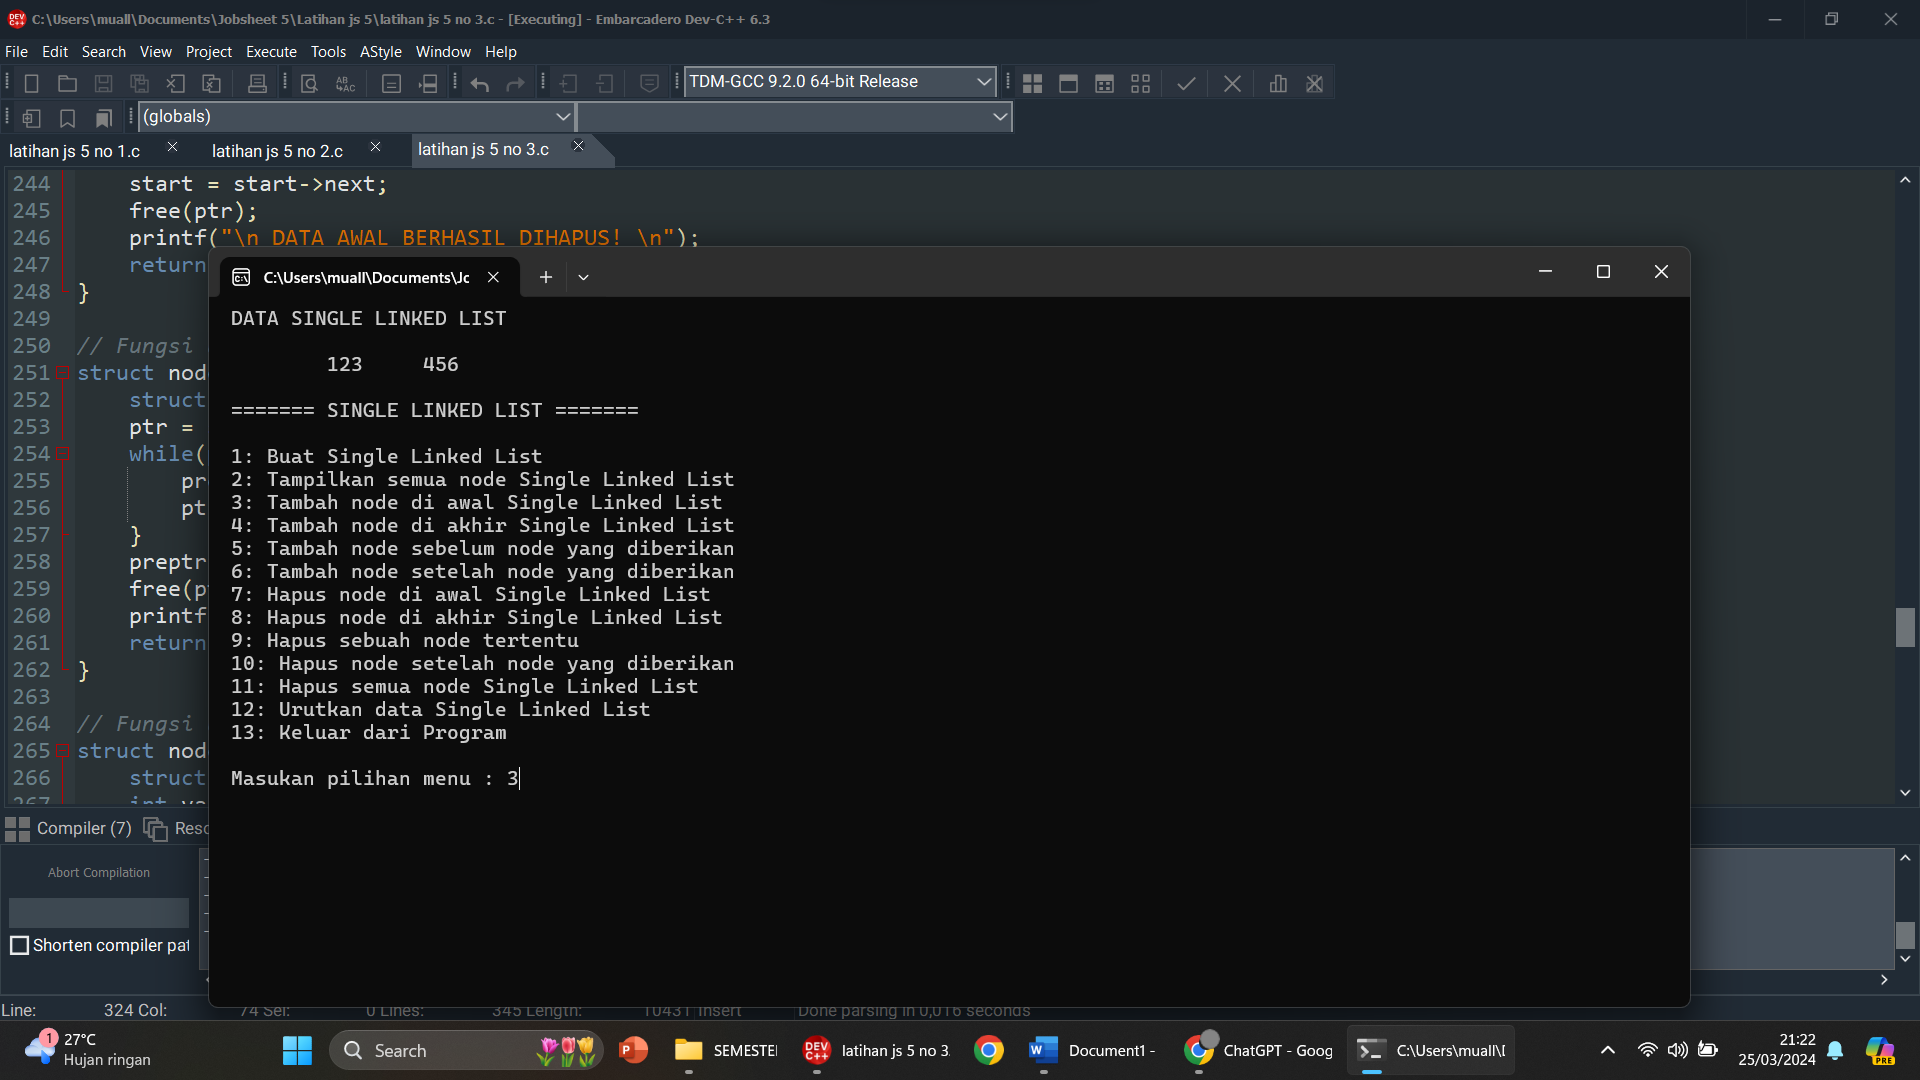 C:\Users\muall\Documents\Jobsheet 5\Latihan js 5\latihan js 5 no 3.c - [Executing] - Embarcadero Dev-C++ 6.3
File Edit Search View Project Execute Tools AStyle Window Help
TDM-GCC 9.2.0 64-bit Release
(globals)
latihan js 5 no 1.c latihan js 5 no 2.c latihan js 5 no 3.c
244 start = start->next;
245 free(ptr);
246 printf("\n DATA AWAL BERHASIL DIHAPUS! \n");
247 return
248 }
249
250 // Fungsi
251 struct nod
252 struct
253 ptr =
254 while(
255 pr
256 pt
257 }
258 preptr
259 free(p
260 printf
261 return
262 }
263
264 // Fungsi
265 struct nod
266 struct
C:\Users\muall\Documents\Jc
DATA SINGLE LINKED LIST
123 456
======= SINGLE LINKED LIST =======
1: Buat Single Linked List
2: Tampilkan semua node Single Linked List
3: Tambah node di awal Single Linked List
4: Tambah node di akhir Single Linked List
5: Tambah node sebelum node yang diberikan
6: Tambah node setelah node yang diberikan
7: Hapus node di awal Single Linked List
8: Hapus node di akhir Single Linked List
9: Hapus sebuah node tertentu
10: Hapus node setelah node yang diberikan
11: Hapus semua node Single Linked List
12: Urutkan data Single Linked List
13: Keluar dari Program
Masukan pilihan menu : 3
Compiler (7) Resc
Abort Compilation
Shorten compiler pat
Line: 324 Col: 74 Sel: 0 Lines: 345 Length: 10431 Insert Done parsing in 0,016 seconds
1 27°C
Hujan ringan
Search
SEMESTE
latihan js 5 no 3.
Document1 -
ChatGPT - Goog
C:\Users\muall\
21:22
25/03/2024
PRE